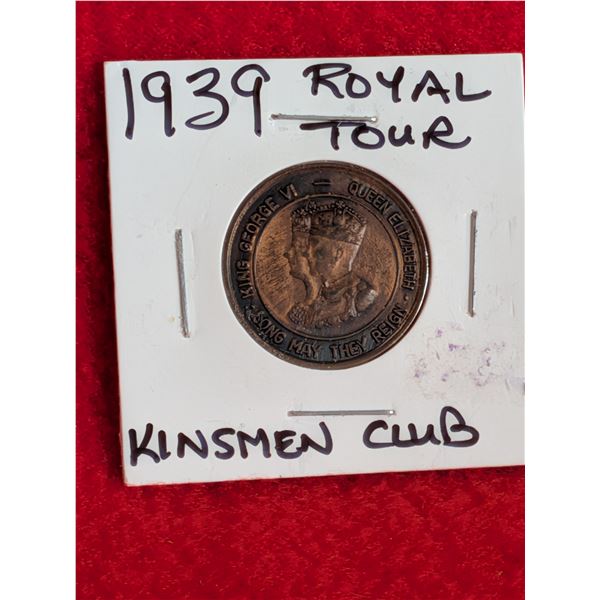 1939 ROYAL
TOUR
KING GEORGE VI = QUEEN ELIZABETH
· LONG MAY THEY REIGN ·
KINSMEN CLUB